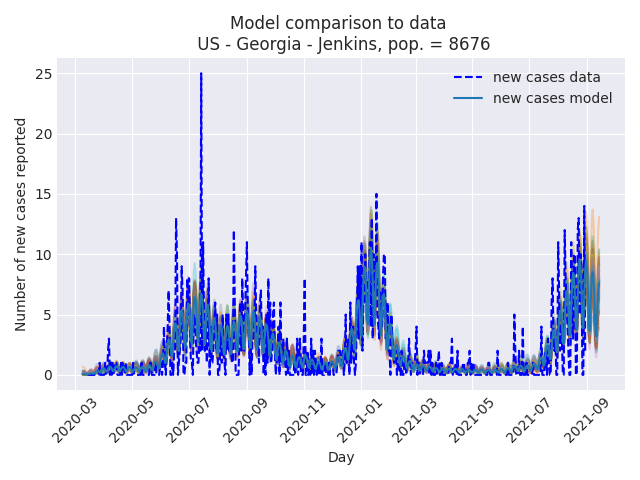 Model comparison to data
US - Georgia - Jenkins, pop. = 8676
new cases data
new cases model
Number of new cases reported
25
20
15
10
5
0
2020-03
2020-05
2020-07
2020-09
2020-11
2021-01
2021-03
2021-05
2021-07
2021-09
Day